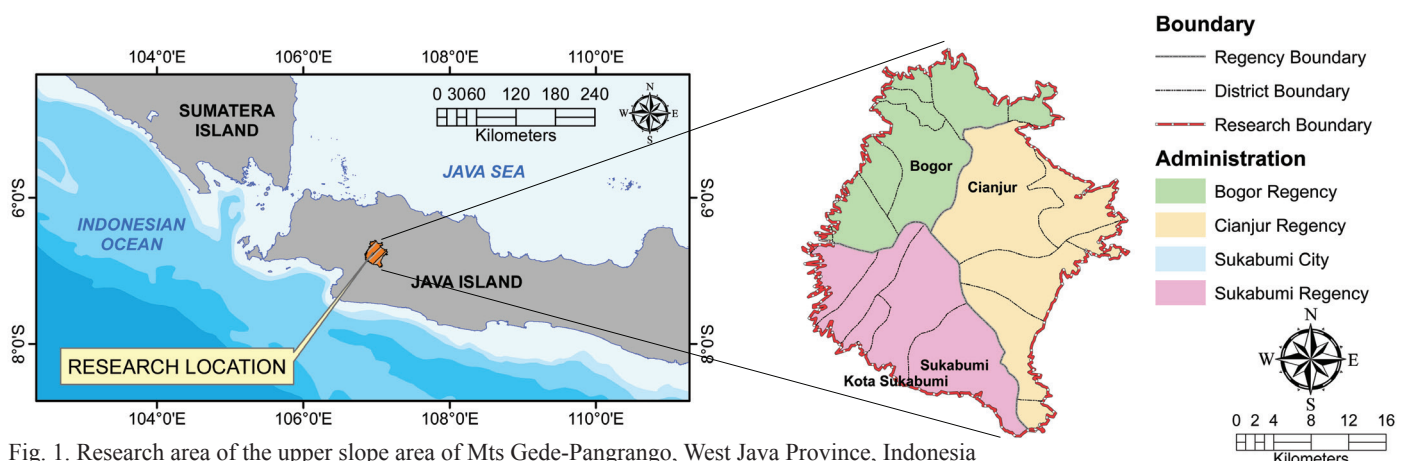 104°0'E 106°0'E 108°0'E 110°0'E
SUMATERA
ISLAND
0 3060 120 180 240
Kilometers
N
W E
S
JAVA SEA
6°0'S 6°0'S
INDONESIAN
OCEAN
JAVA ISLAND
8°0'S 8°0'S
RESEARCH LOCATION
104°0'E 106°0'E 108°0'E 110°0'E
Bogor
Cianjur
Sukabumi
Kota Sukabumi
Boundary
Regency Boundary
District Boundary
Research Boundary
Administration
Bogor Regency
Cianjur Regency
Sukabumi City
Sukabumi Regency
N
W E
S
0 2 4 8 12 16
Kilometers
Fig. 1. Research area of the upper slope area of Mts Gede-Pangrango, West Java Province, Indonesia